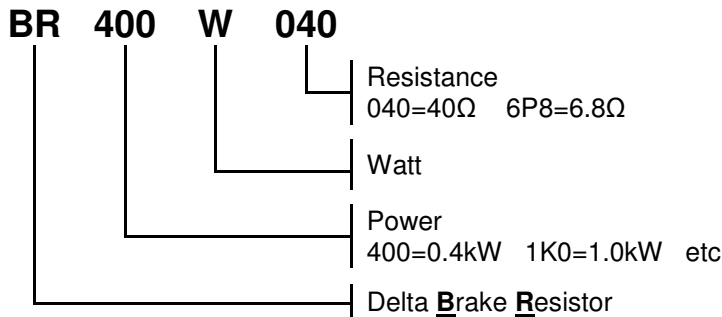 BR 400 W 040
Resistance
040=40Ω 6P8=6.8Ω
Watt
Power
400=0.4kW 1K0=1.0kW etc
Delta Brake Resistor